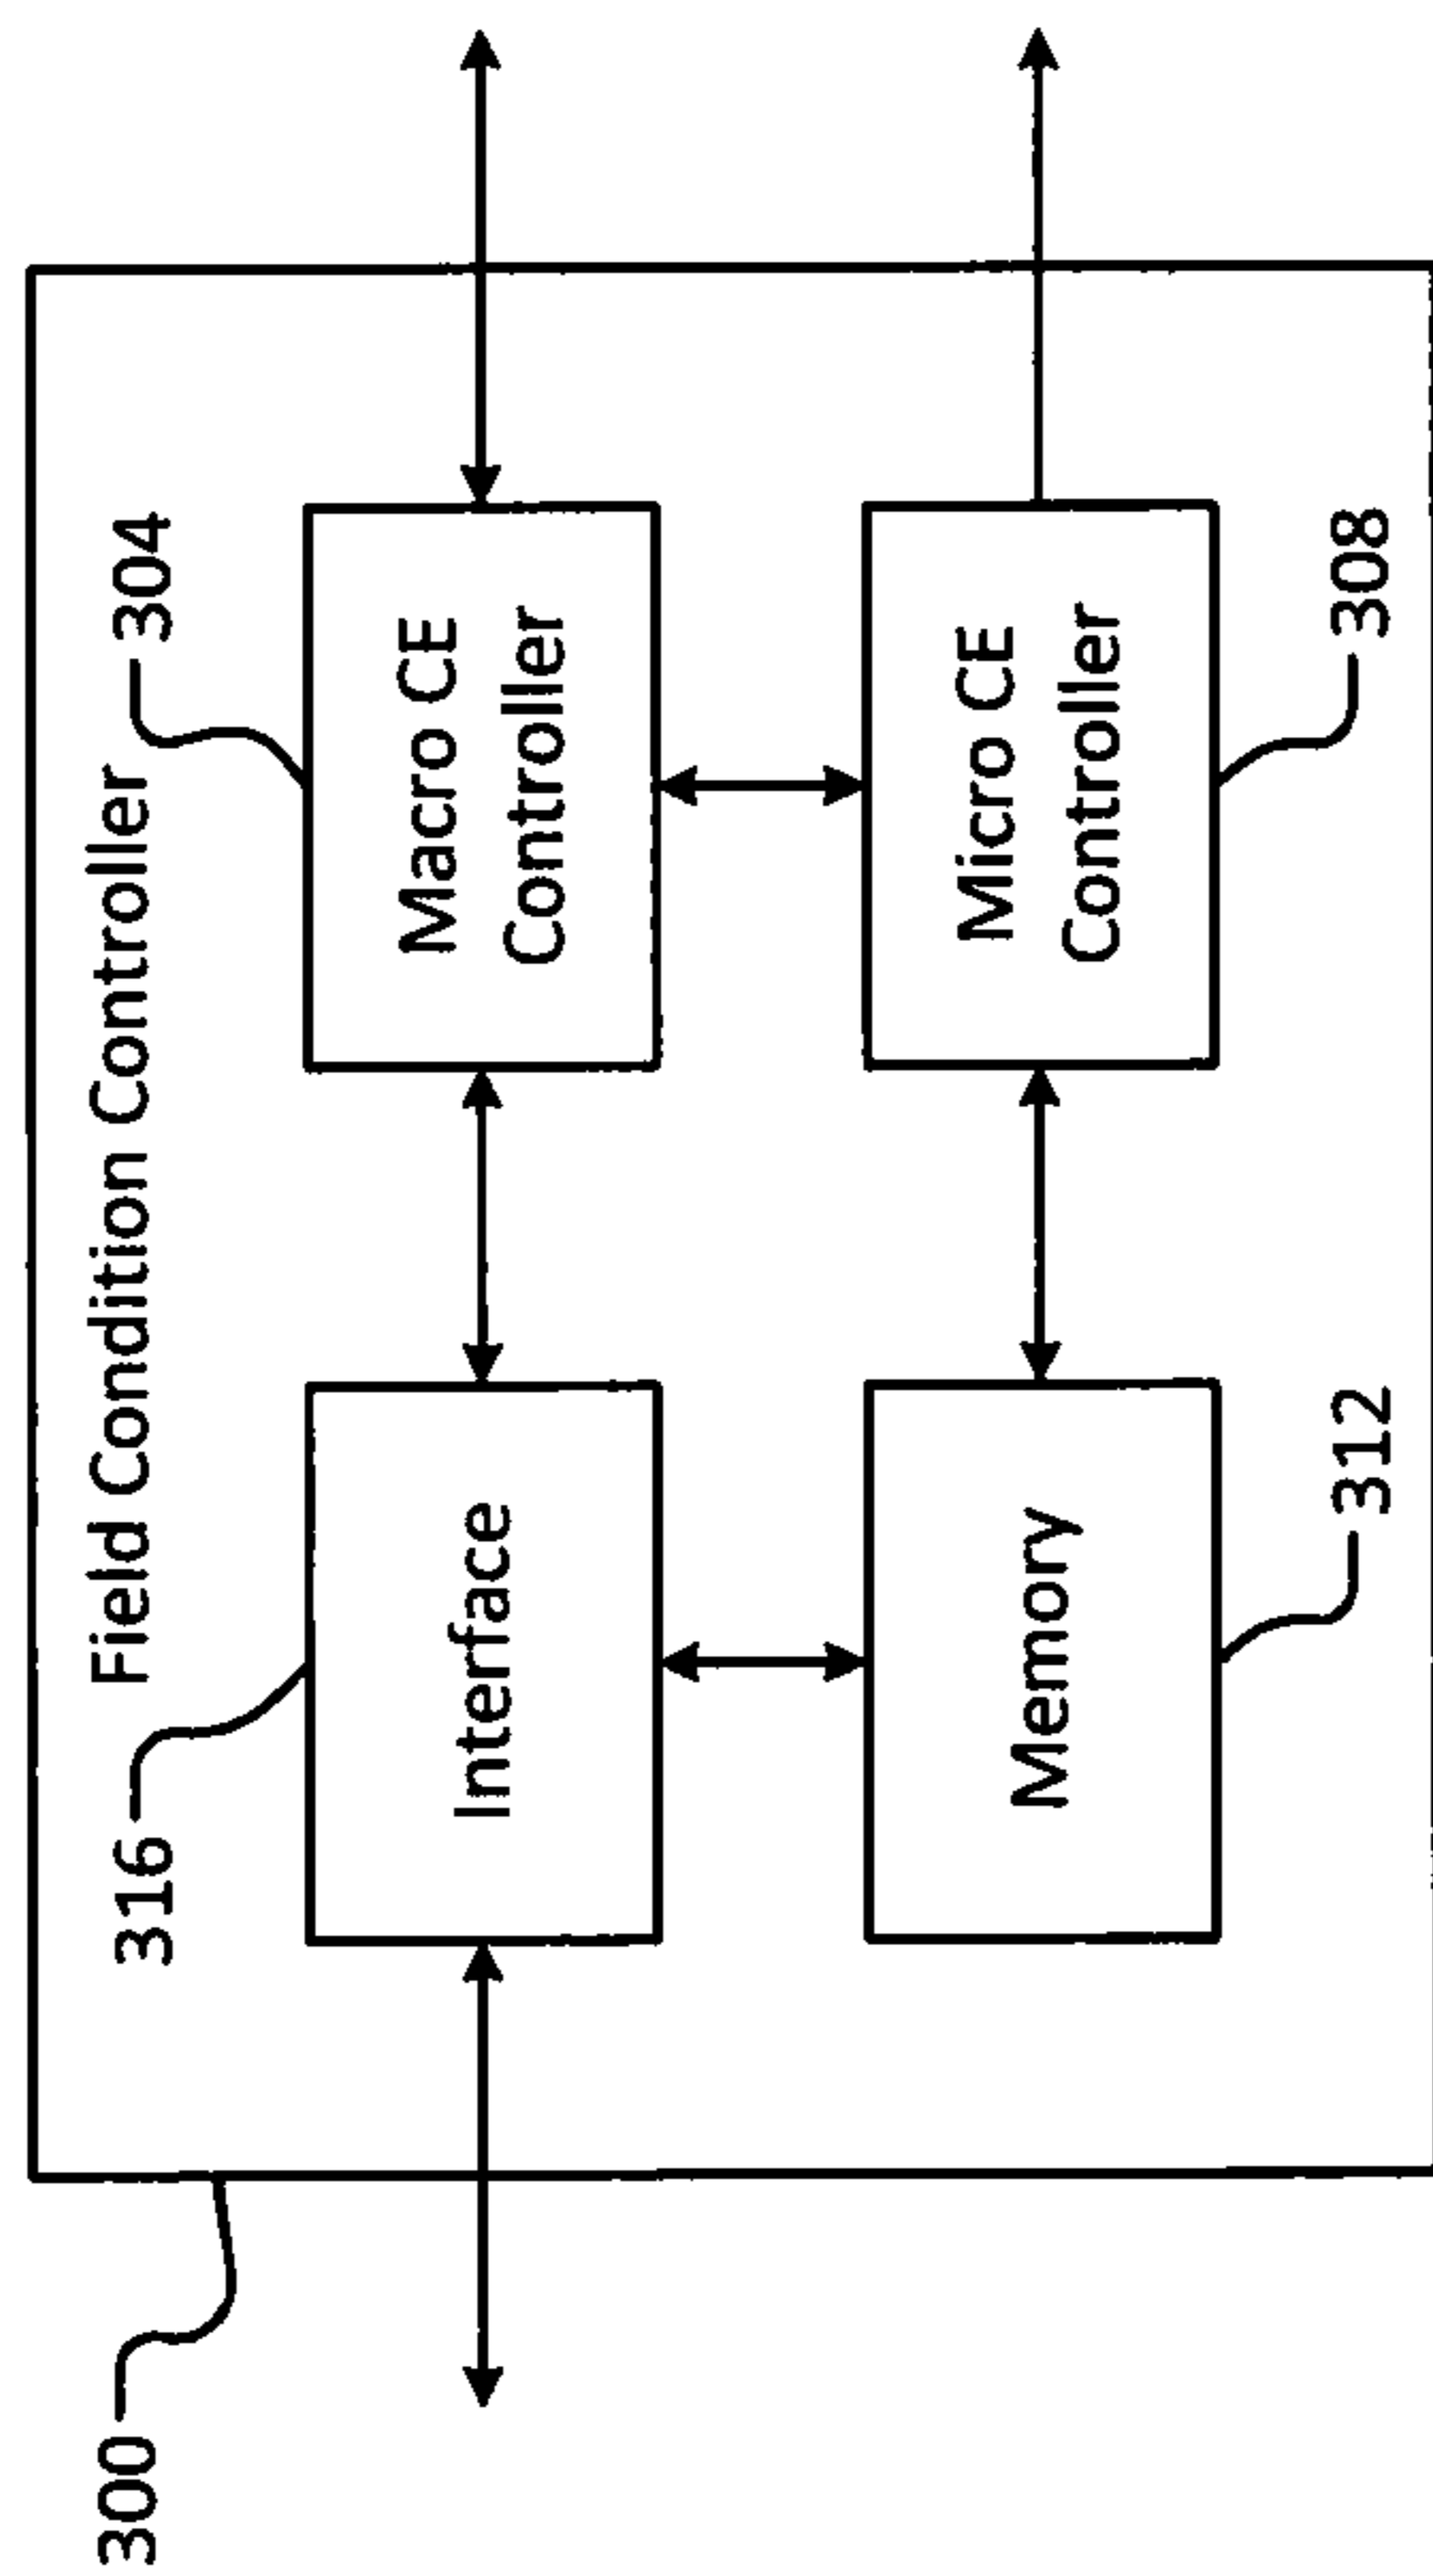 300
Field Condition Controller
316
304
Interface
Macro CE
Controller
Memory
Micro CE
Controller
312
308